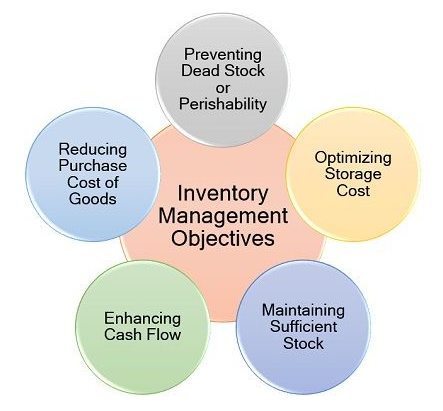 Preventing
Dead Stock
or
Perishability
Optimizing
Storage
Cost
Maintaining
Sufficient
Stock
Enhancing
Cash Flow
Reducing
Purchase
Cost of
Goods
Inventory
Management
Objectives